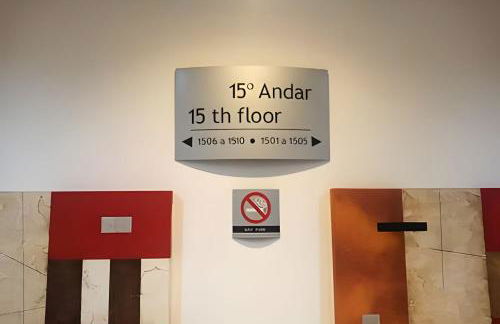 15º Andar
15 th floor
◀ 1506 a 1510 ● 1501 a 1505 ▶